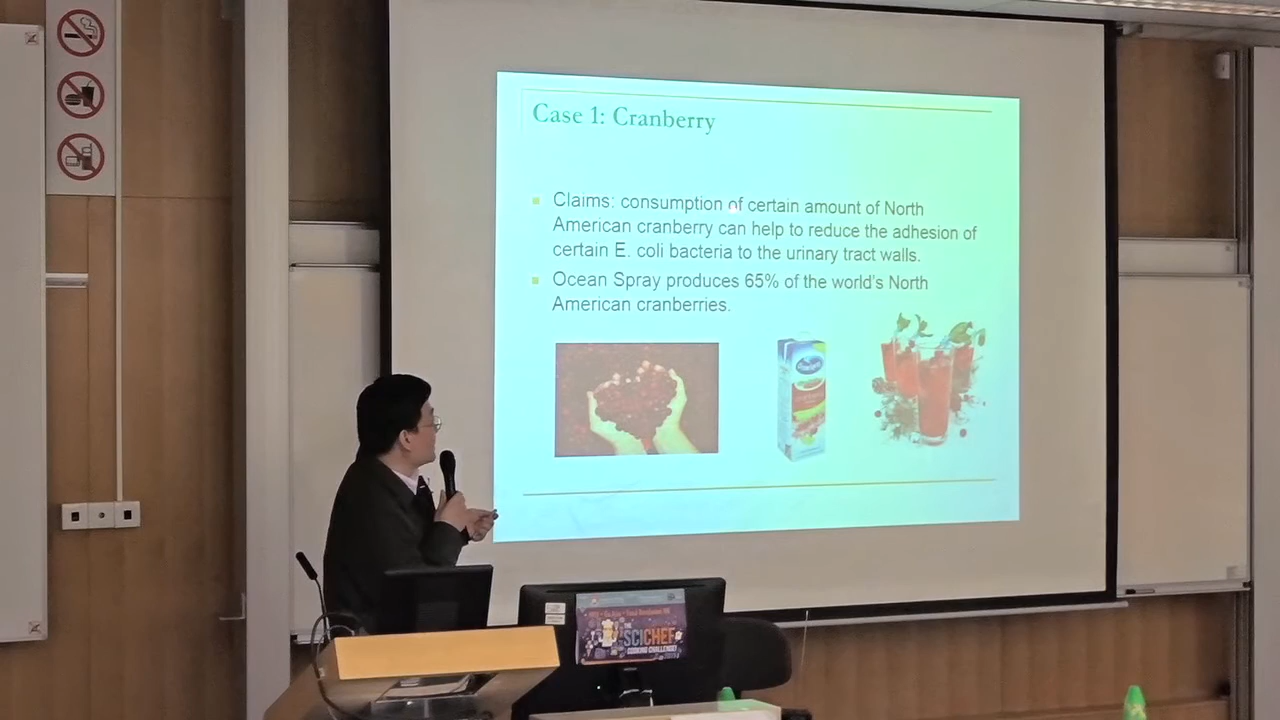 Case 1: Cranberry
Claims: consumption of certain amount of North
American cranberry can help to reduce the adhesion of
certain E. coli bacteria to the urinary tract walls.
Ocean Spray produces 65% of the world's North
American cranberries.
THE
SCICHEF
COOKING CHALLENGE!